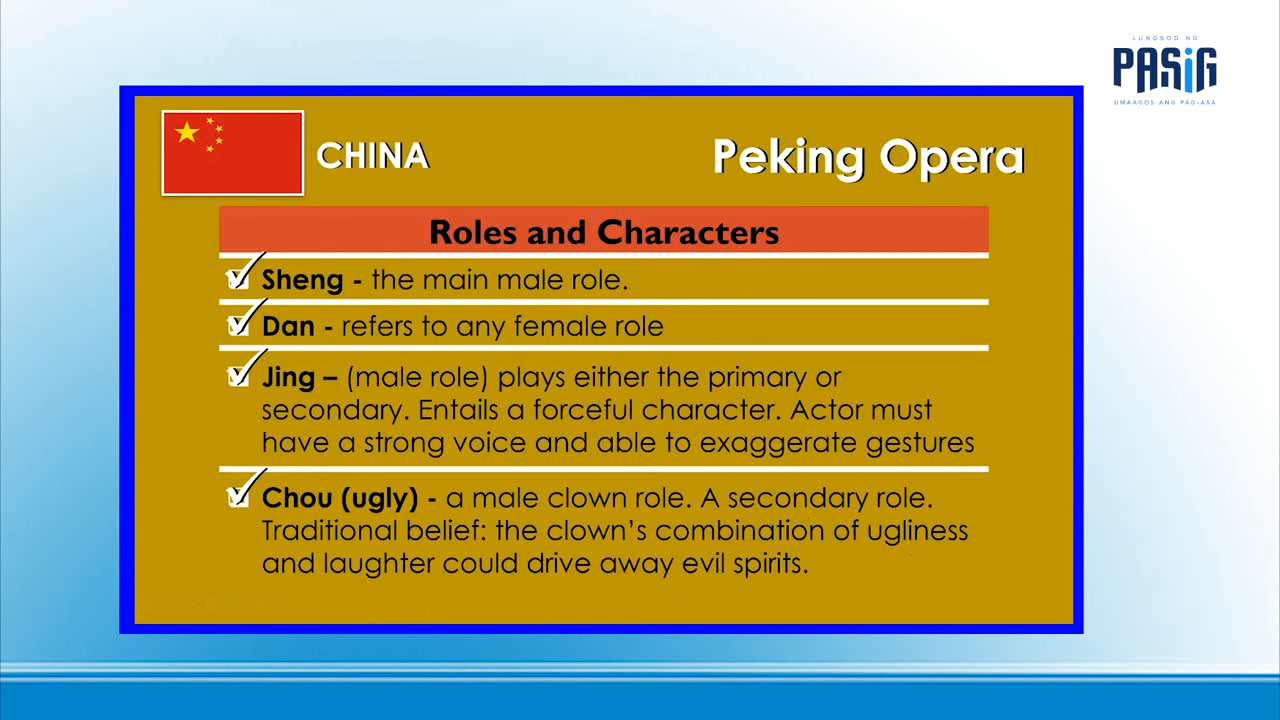 LUNGSOD NG
PASiG
UMAAGOS ANG PAG-ASA
CHINA
Peking Opera
Roles and Characters
Sheng - the main male role.
Dan - refers to any female role
Jing – (male role) plays either the primary or
secondary. Entails a forceful character. Actor must
have a strong voice and able to exaggerate gestures
Chou (ugly) - a male clown role. A secondary role.
Traditional belief: the clown’s combination of ugliness
and laughter could drive away evil spirits.